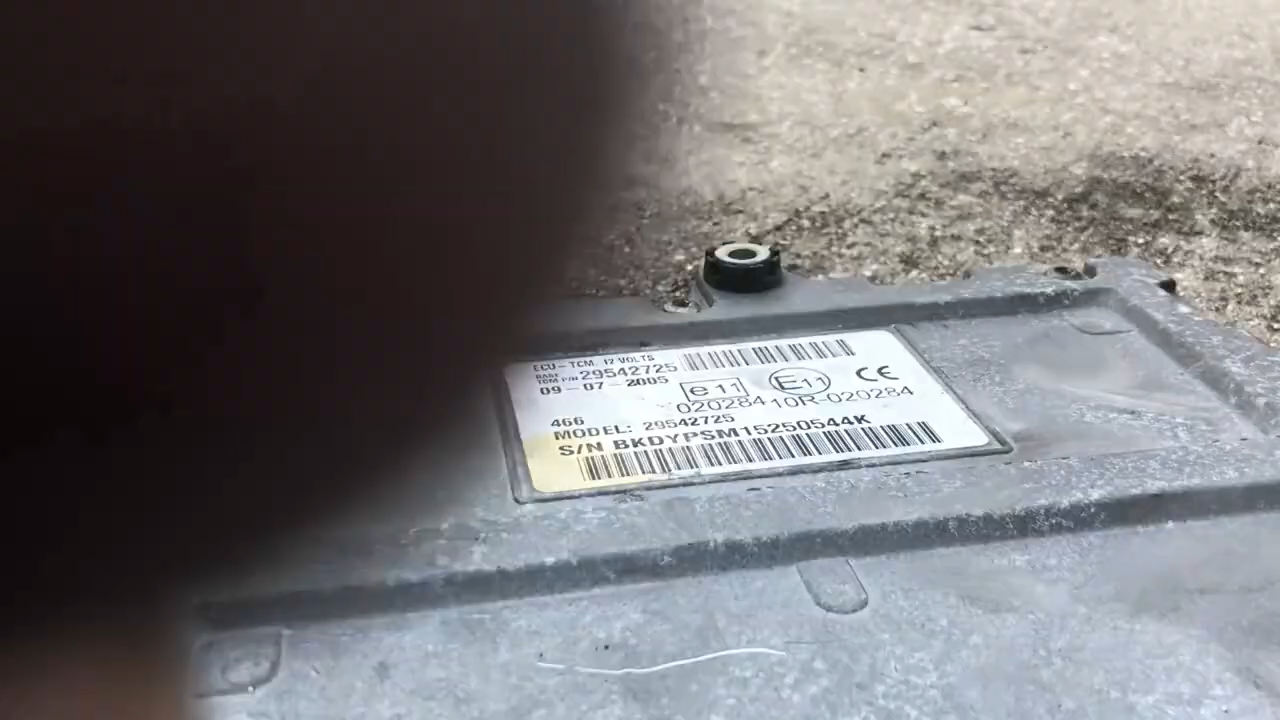 ECU-TCM, 12 VOLTS
BASE TCM P/N 29542725
09-07-2005
e11 E11 CE
020284 10R-020284
466
MODEL: 29542725
S/N BKDYPSM15250544K